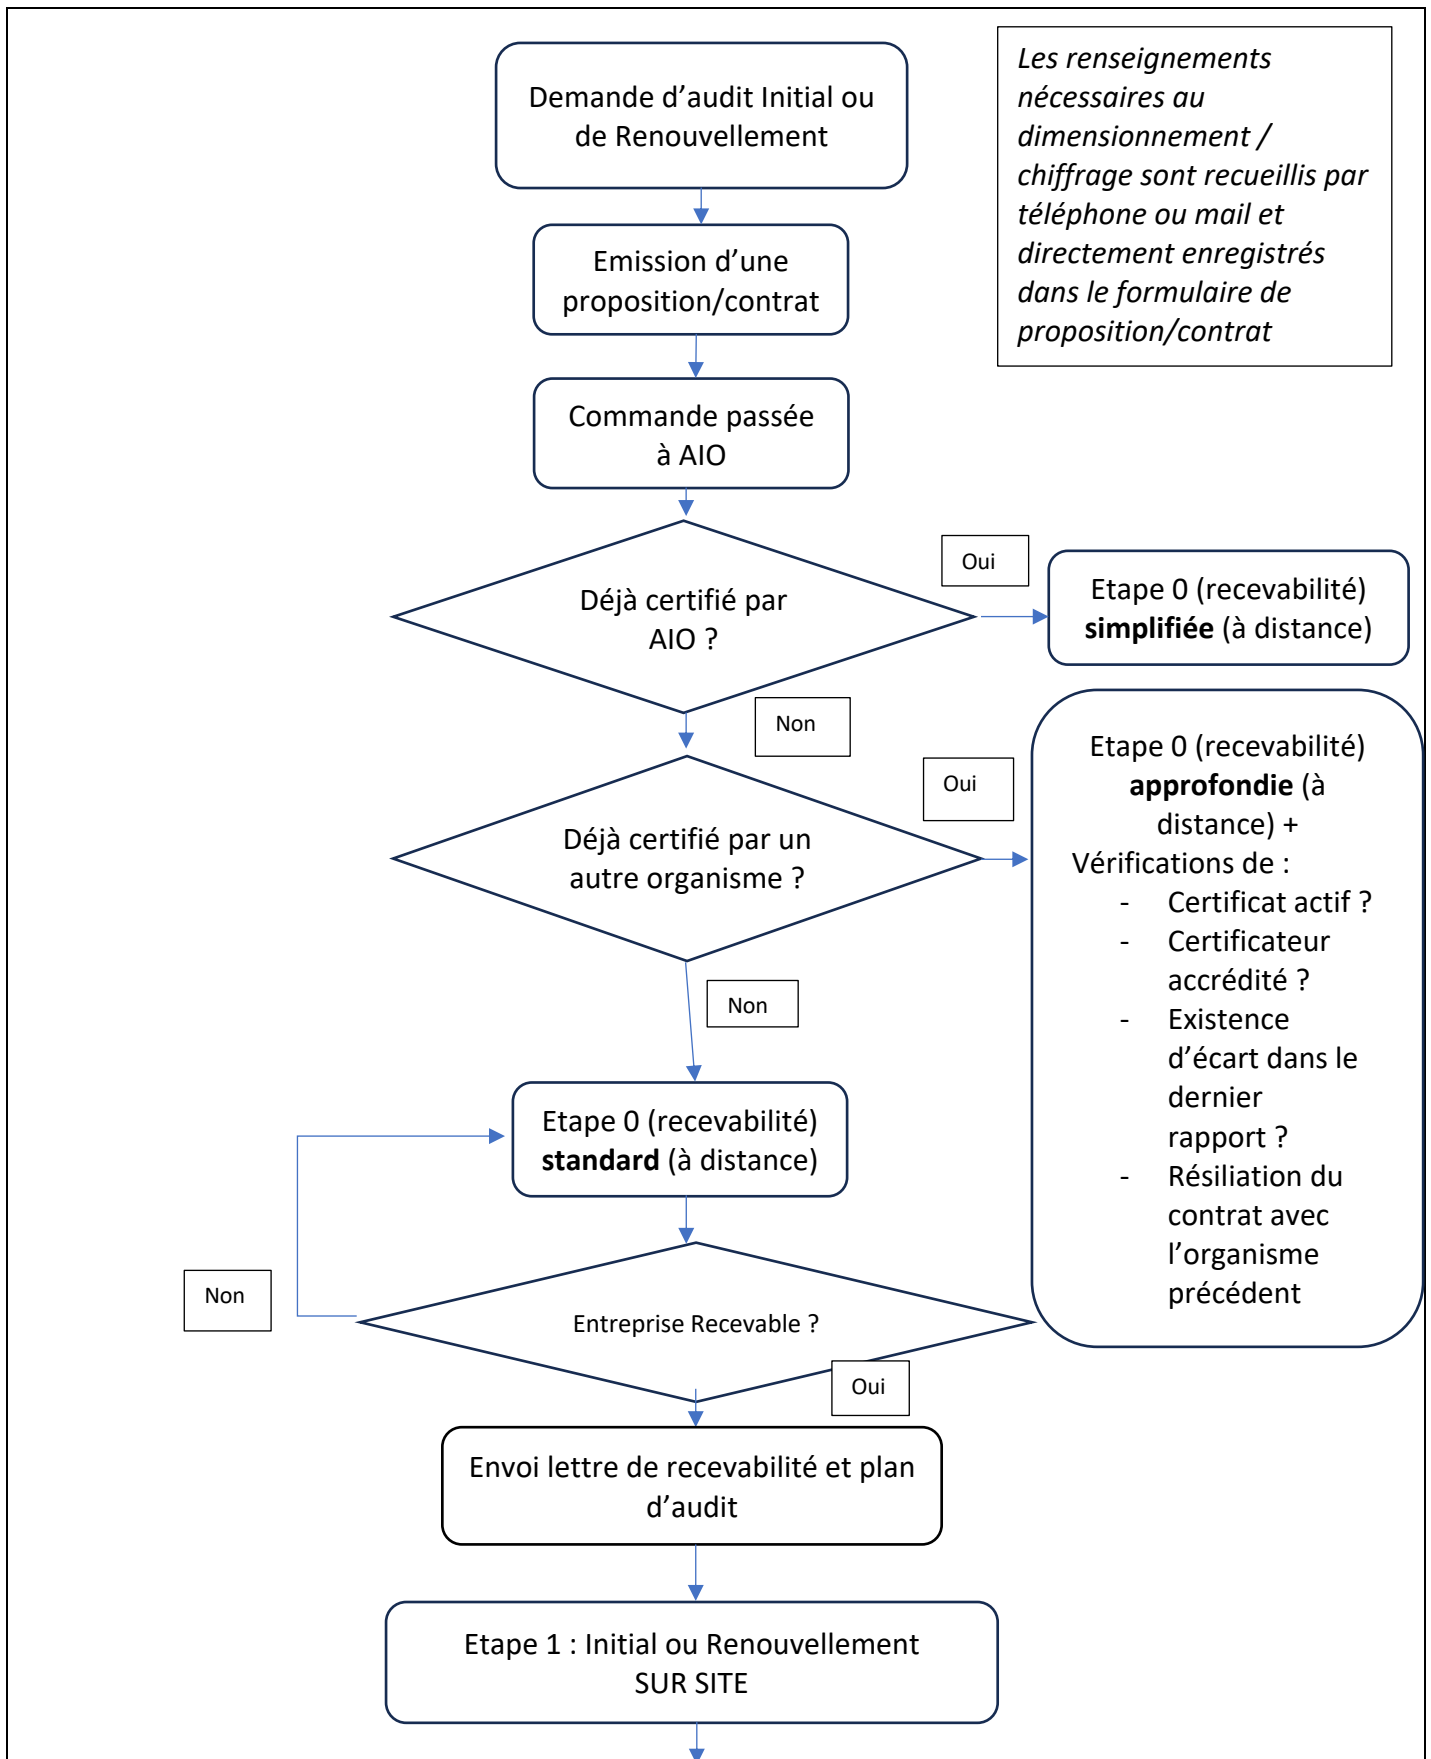 Demande d'audit Initial ou
de Renouvellement
Les renseignements
nécessaires au
dimensionnement /
chiffrage sont recueillis par
téléphone ou mail et
directement enregistrés
dans le formulaire de
proposition/contrat
Emission d'une
proposition/contrat
Commande passée
à AIO
Déjà certifié par
AIO ?
Oui
Etape 0 (recevabilité)
simplifiée (à distance)
Non
Déjà certifié par un
autre organisme ?
Oui
Etape 0 (recevabilité)
approfondie (à
distance) +
Vérifications de :
- Certificat actif ?
- Certificateur
accrédité ?
- Existence
d'écart dans le
dernier
rapport ?
- Résiliation du
contrat avec
l'organisme
précédent
Non
Etape 0 (recevabilité)
standard (à distance)
Non
Entreprise Recevable ?
Oui
Envoi lettre de recevabilité et plan
d'audit
Etape 1 : Initial ou Renouvellement
SUR SITE